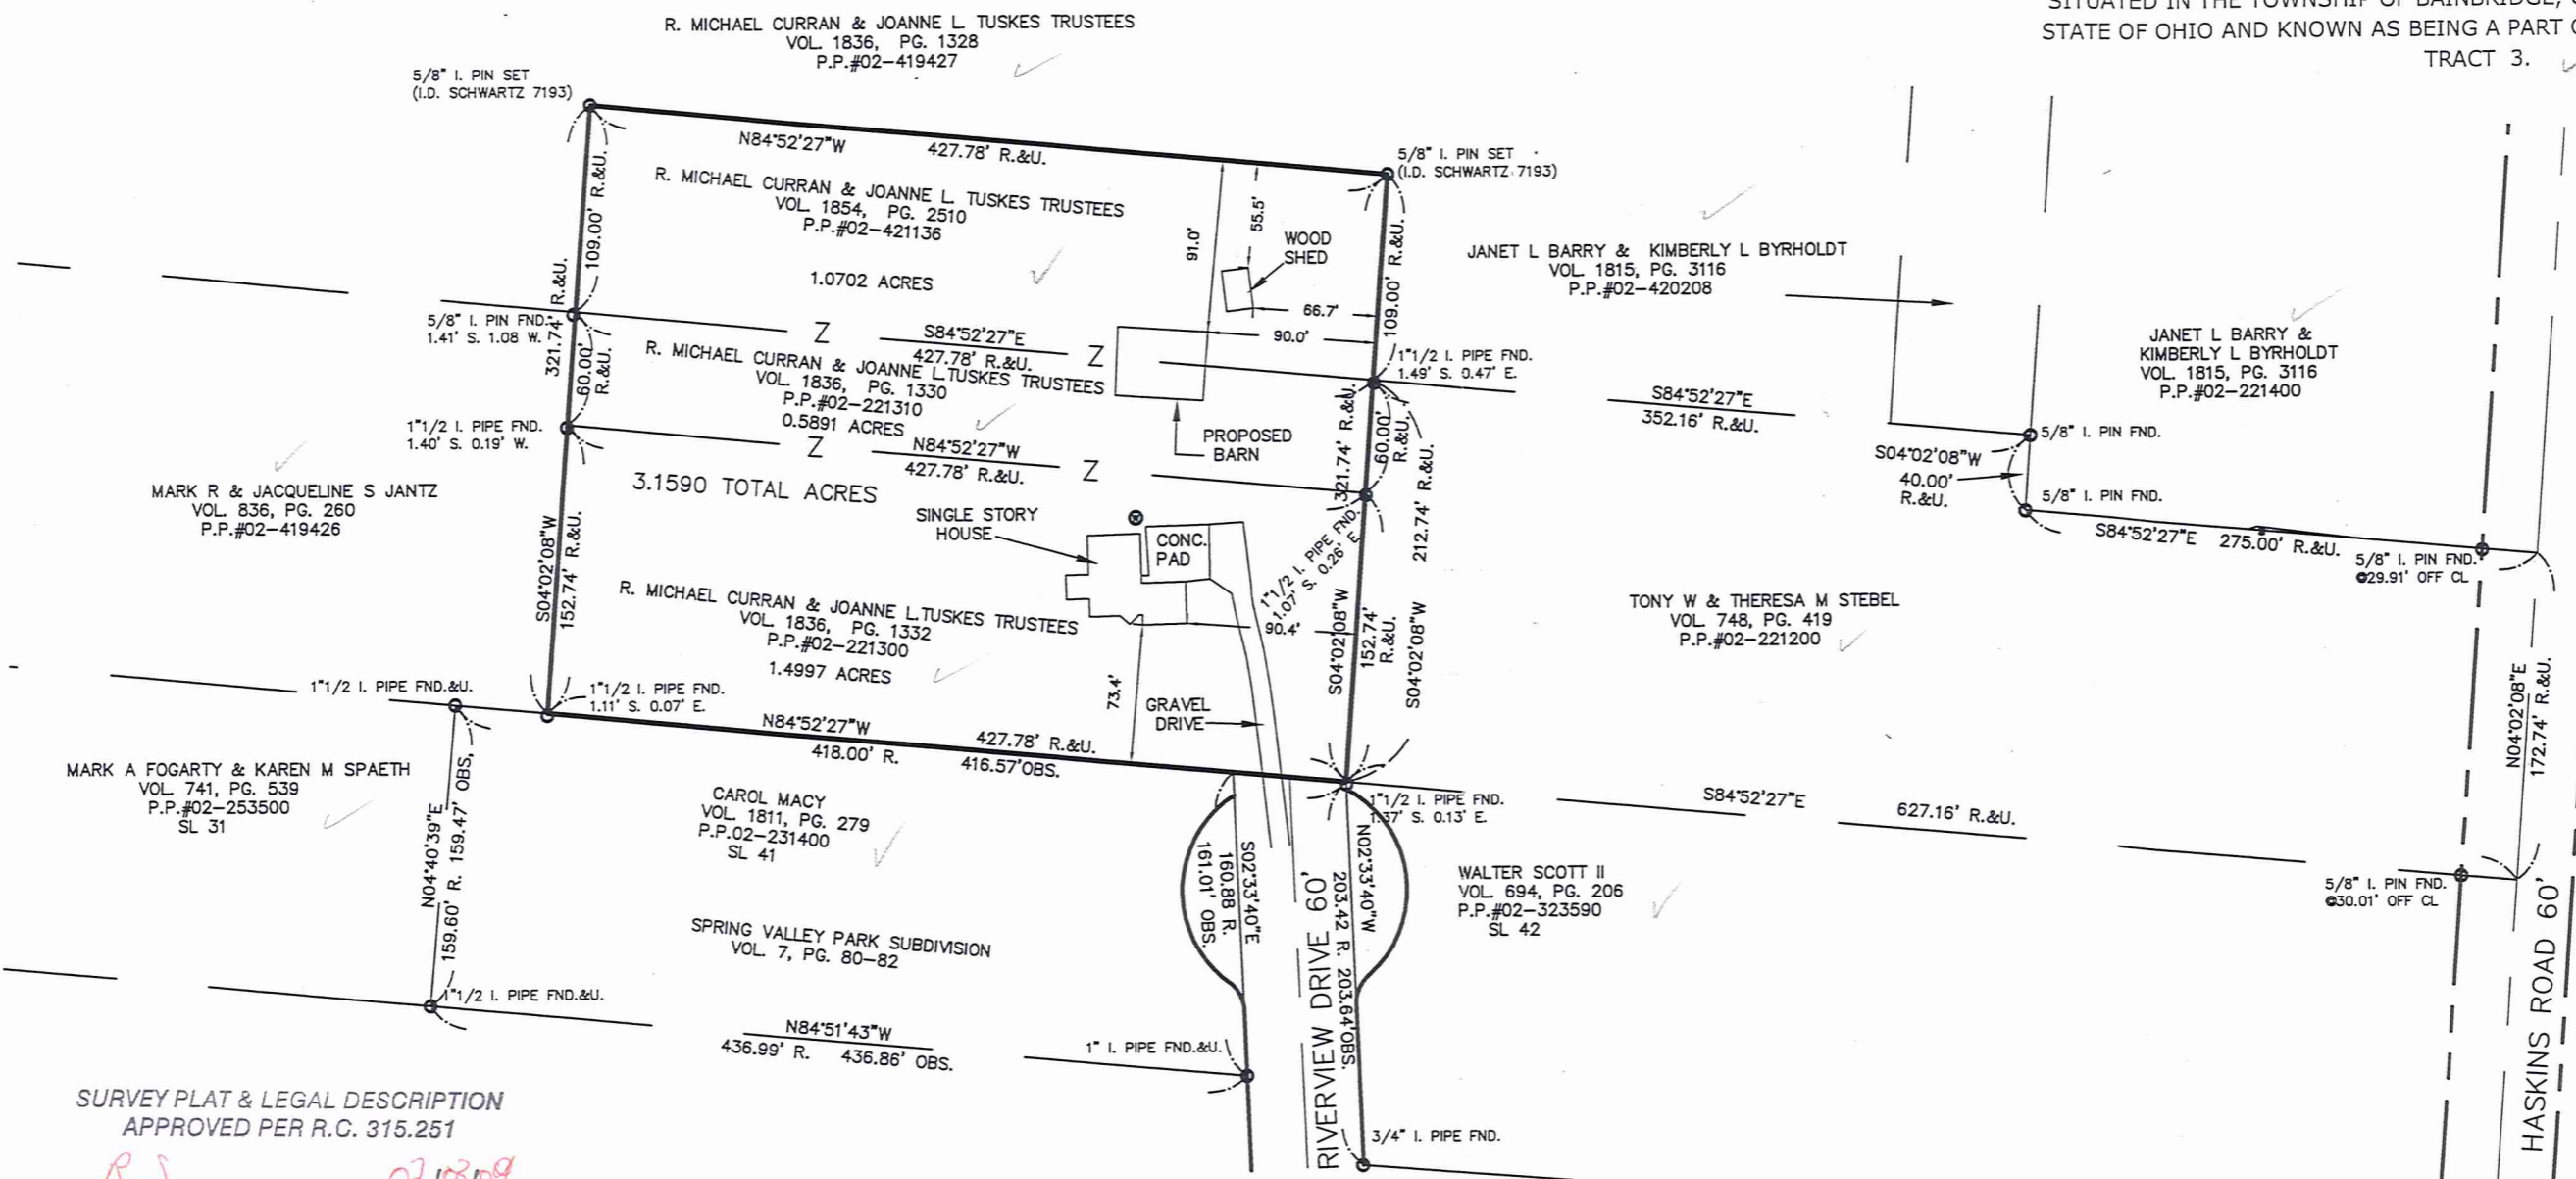 SITUATED IN THE TOWNSHIP OF BAINBRIDGE,
STATE OF OHIO AND KNOWN AS BEING A PART
TRACT 3.
R. MICHAEL CURRAN & JOANNE L. TUSKES TRUSTEES
VOL. 1836, PG. 1328
P.P.#02-419427
5/8" I. PIN SET
(I.D. SCHWARTZ 7193)
N84°52'27"W 427.78' R.&U.
5/8" I. PIN SET
(I.D. SCHWARTZ 7193)
R. MICHAEL CURRAN & JOANNE L. TUSKES TRUSTEES
VOL. 1854, PG. 2510
P.P.#02-421136
1.0702 ACRES
109.00' R.&U.
321.74' R.&U.
91.0'
55.5'
WOOD
SHED
66.7'
90.0'
109.00' R.&U.
JANET L BARRY & KIMBERLY L BYRHOLDT
VOL. 1815, PG. 3116
P.P.#02-420208
JANET L BARRY &
KIMBERLY L BYRHOLDT
VOL. 1815, PG. 3116
P.P.#02-221400
5/8" I. PIN FND.
1.41' S. 1.08 W.
Z
S84°52'27"E
427.78' R.&U.
Z
1"1/2 I. PIPE FND.
1.49' S. 0.47' E.
S84°52'27"E
352.16' R.&U.
R. MICHAEL CURRAN & JOANNE L.TUSKES TRUSTEES
VOL. 1836, PG. 1330
P.P.#02-221310
0.5891 ACRES
60.00'
R.&U.
1"1/2 I. PIPE FND.
1.40' S. 0.19' W.
PROPOSED
BARN
321.74' R.&U.
60.00'
R.&U.
212.74' R.&U.
5/8" I. PIN FND.
S04°02'08"W
40.00'
R.&U.
5/8" I. PIN FND.
Z
N84°52'27"W
427.78' R.&U.
Z
3.1590 TOTAL ACRES
MARK R & JACQUELINE S JANTZ
VOL. 836, PG. 260
P.P.#02-419426
SINGLE STORY
HOUSE
CONC.
PAD
1"1/2 I. PIPE FND.
1.07' S. 0.26' E.
S84°52'27"E 275.00' R.&U.
5/8" I. PIN FND.
@29.91' OFF CL
S04°02'08"W
152.74' R.&U.
R. MICHAEL CURRAN & JOANNE L.TUSKES TRUSTEES
VOL. 1836, PG. 1332
P.P.#02-221300
1.4997 ACRES
90.4'
73.4'
GRAVEL
DRIVE
S04°02'08"W
152.74'
R.&U.
S04°02'08"W
TONY W & THERESA M STEBEL
VOL. 748, PG. 419
P.P.#02-221200
N04°02'08"E
172.74' R.&U.
1"1/2 I. PIPE FND.&U.
1"1/2 I. PIPE FND.
1.11' S. 0.07' E.
N84°52'27"W 427.78' R.&U.
418.00' R. 416.57'OBS.
1"1/2 I. PIPE FND.
1.37' S. 0.13' E.
S84°52'27"E 627.16' R.&U.
MARK A FOGARTY & KAREN M SPAETH
VOL. 741, PG. 539
P.P.#02-253500
SL 31
N04°40'39"E
159.60' R. 159.47' OBS,
CAROL MACY
VOL. 1811, PG. 279
P.P.02-231400
SL 41
S02°33'40"E
160.88 R.
161.01' OBS.
N02°33'40"W
203.42 R. 203.64'OBS.
RIVERVIEW DRIVE 60'
WALTER SCOTT II
VOL. 694, PG. 206
P.P.#02-323590
SL 42
5/8" I. PIN FND.
@30.01' OFF CL
HASKINS ROAD 60'
SPRING VALLEY PARK SUBDIVISION
VOL. 7, PG. 80-82
1"1/2 I. PIPE FND.&U.
N84°51'43"W
436.99' R. 436.86' OBS.
1" I. PIPE FND.&U.
3/4" I. PIPE FND.
SURVEY PLAT & LEGAL DESCRIPTION
APPROVED PER R.C. 315.251